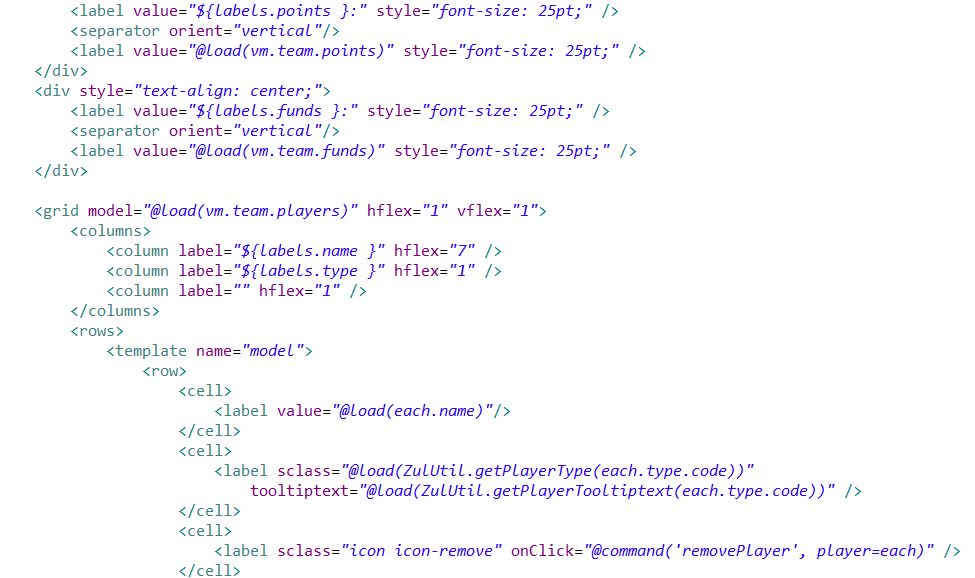 <label value="${labels.points }:" style="font-size: 25pt;" />
<separator orient="vertical"/>
<label value="@load(vm.team.points)" style="font-size: 25pt;" />
</div>
<div style="text-align: center;">
<label value="${labels.funds }:" style="font-size: 25pt;" />
<separator orient="vertical"/>
<label value="@load(vm.team.funds)" style="font-size: 25pt;" />
</div>
<grid model="@load(vm.team.players)" hflex="1" vflex="1">
<columns>
<column label="${labels.name }" hflex="7" />
<column label="${labels.type }" hflex="1" />
<column label="" hflex="1" />
</columns>
<rows>
<template name="model">
<row>
<cell>
<label value="@load(each.name)"/>
</cell>
<cell>
<label sclass="@load(ZulUtil.getPlayerType(each.type.code))"
tooltiptext="@load(ZulUtil.getPlayerTooltiptext(each.type.code))" />
</cell>
<cell>
<label sclass="icon icon-remove" onClick="@command('removePlayer', player=each)" />
</cell>